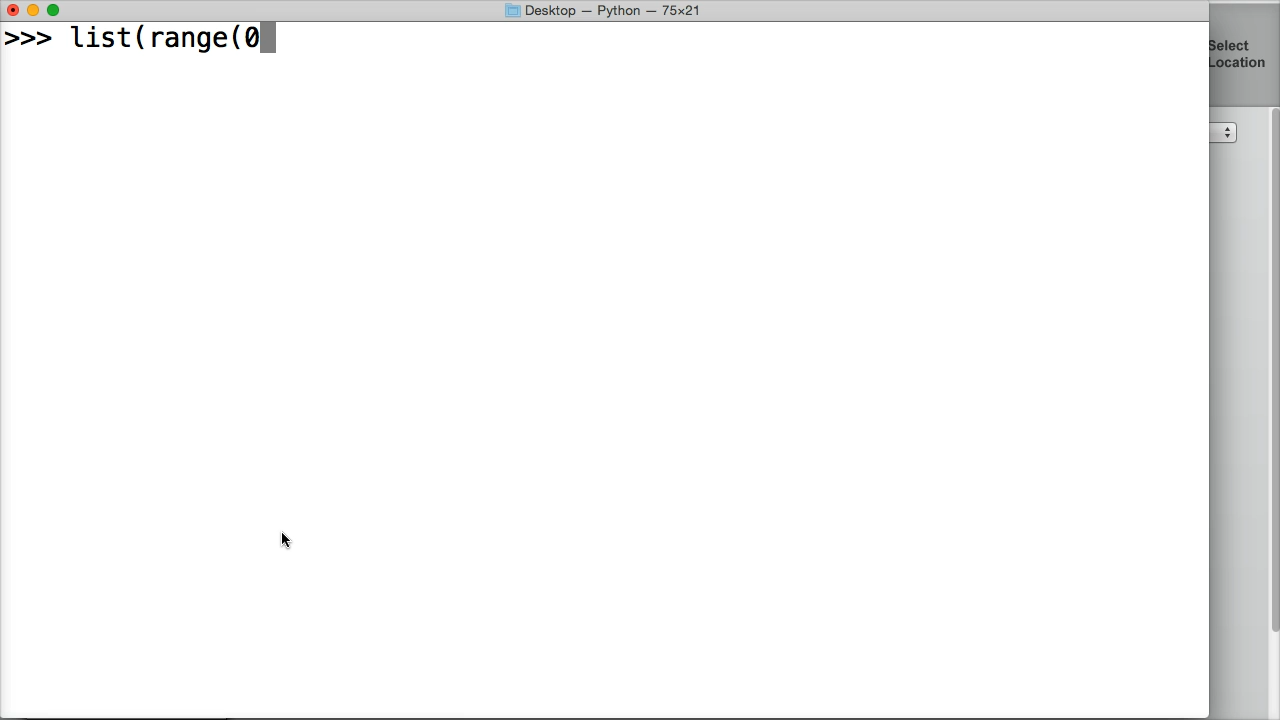 Desktop — Python — 75×21
>>> list(range(0
Select
Location